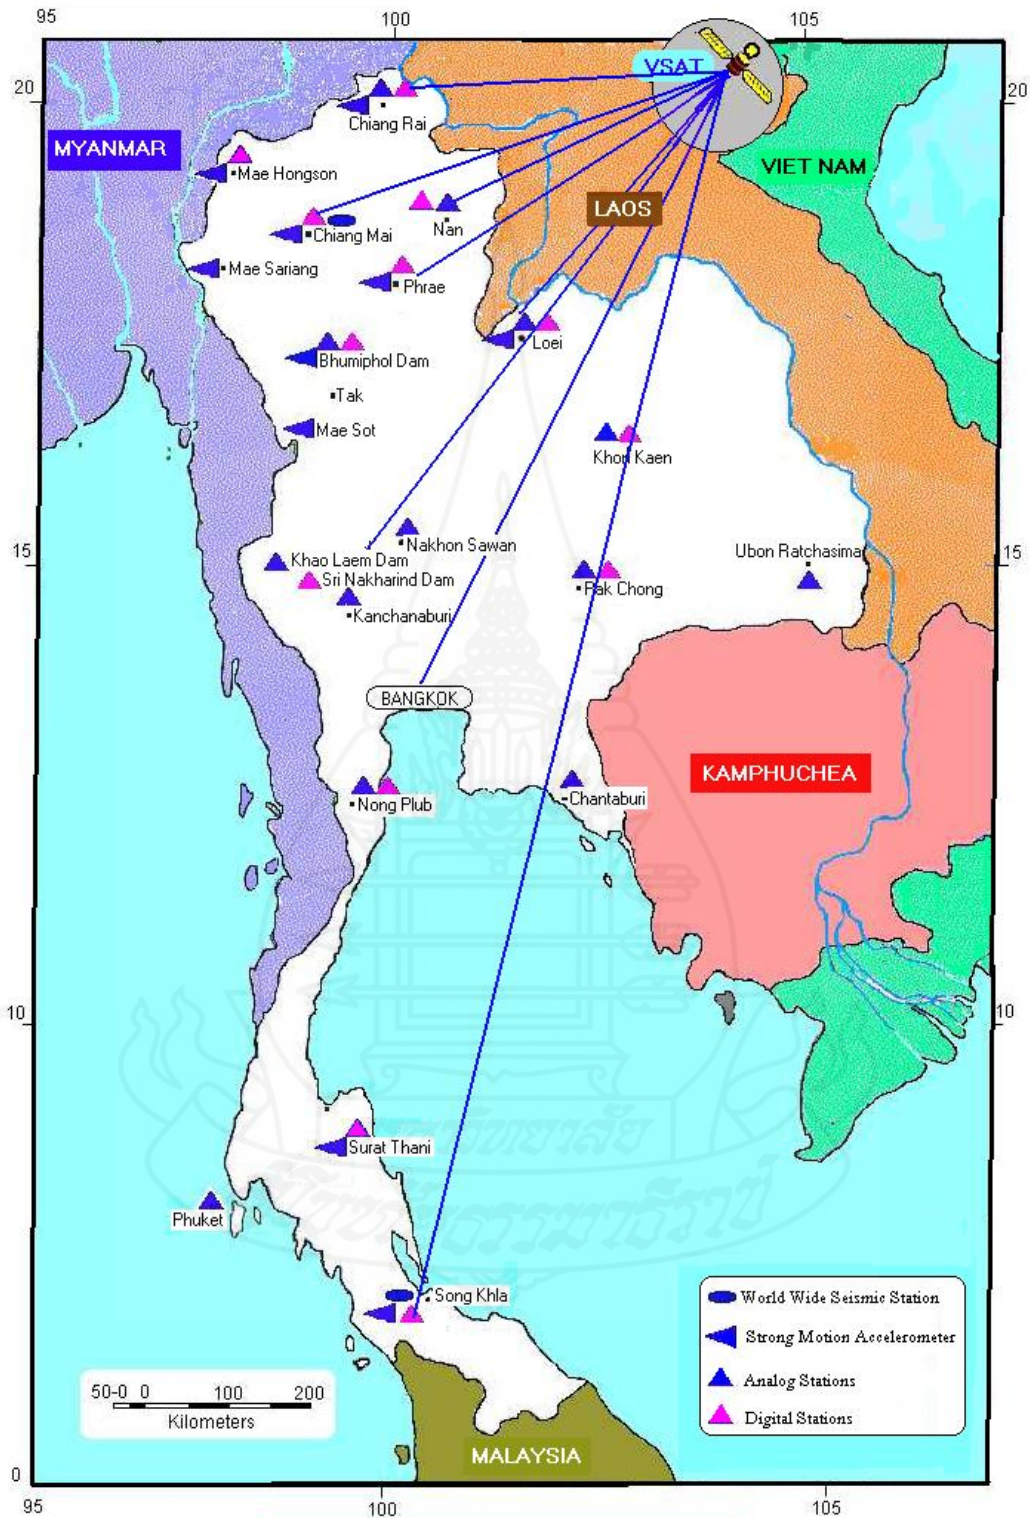 95
100
105
VSAT
20
20
Chiang Rai
MYANMAR
VIET NAM
Mae Hongson
LAOS
Nan
Chiang Mai
Mae Sariang
Phrae
Loei
Bhumiphol Dam
Tak
Mae Sot
Khon Kaen
Nakhon Sawan
Ubon Ratchasima
15
15
Khao Laem Dam
Sri Nakharind Dam
Pak Chong
Kanchanaburi
BANGKOK
KAMPHUCHEA
Nong Plub
Chantaburi
10
10
Surat Thani
Phuket
Song Khla
World Wide Seismic Station
Strong Motion Accelerometer
Analog Stations
Digital Stations
50-0 0 100 200
Kilometers
MALAYSIA
0
95
100
105